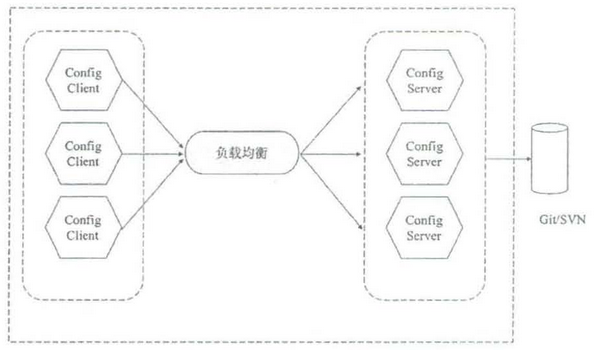 Config
Client
Config
Client
Config
Client
负载均衡
Config
Server
Config
Server
Config
Server
Git/SVN